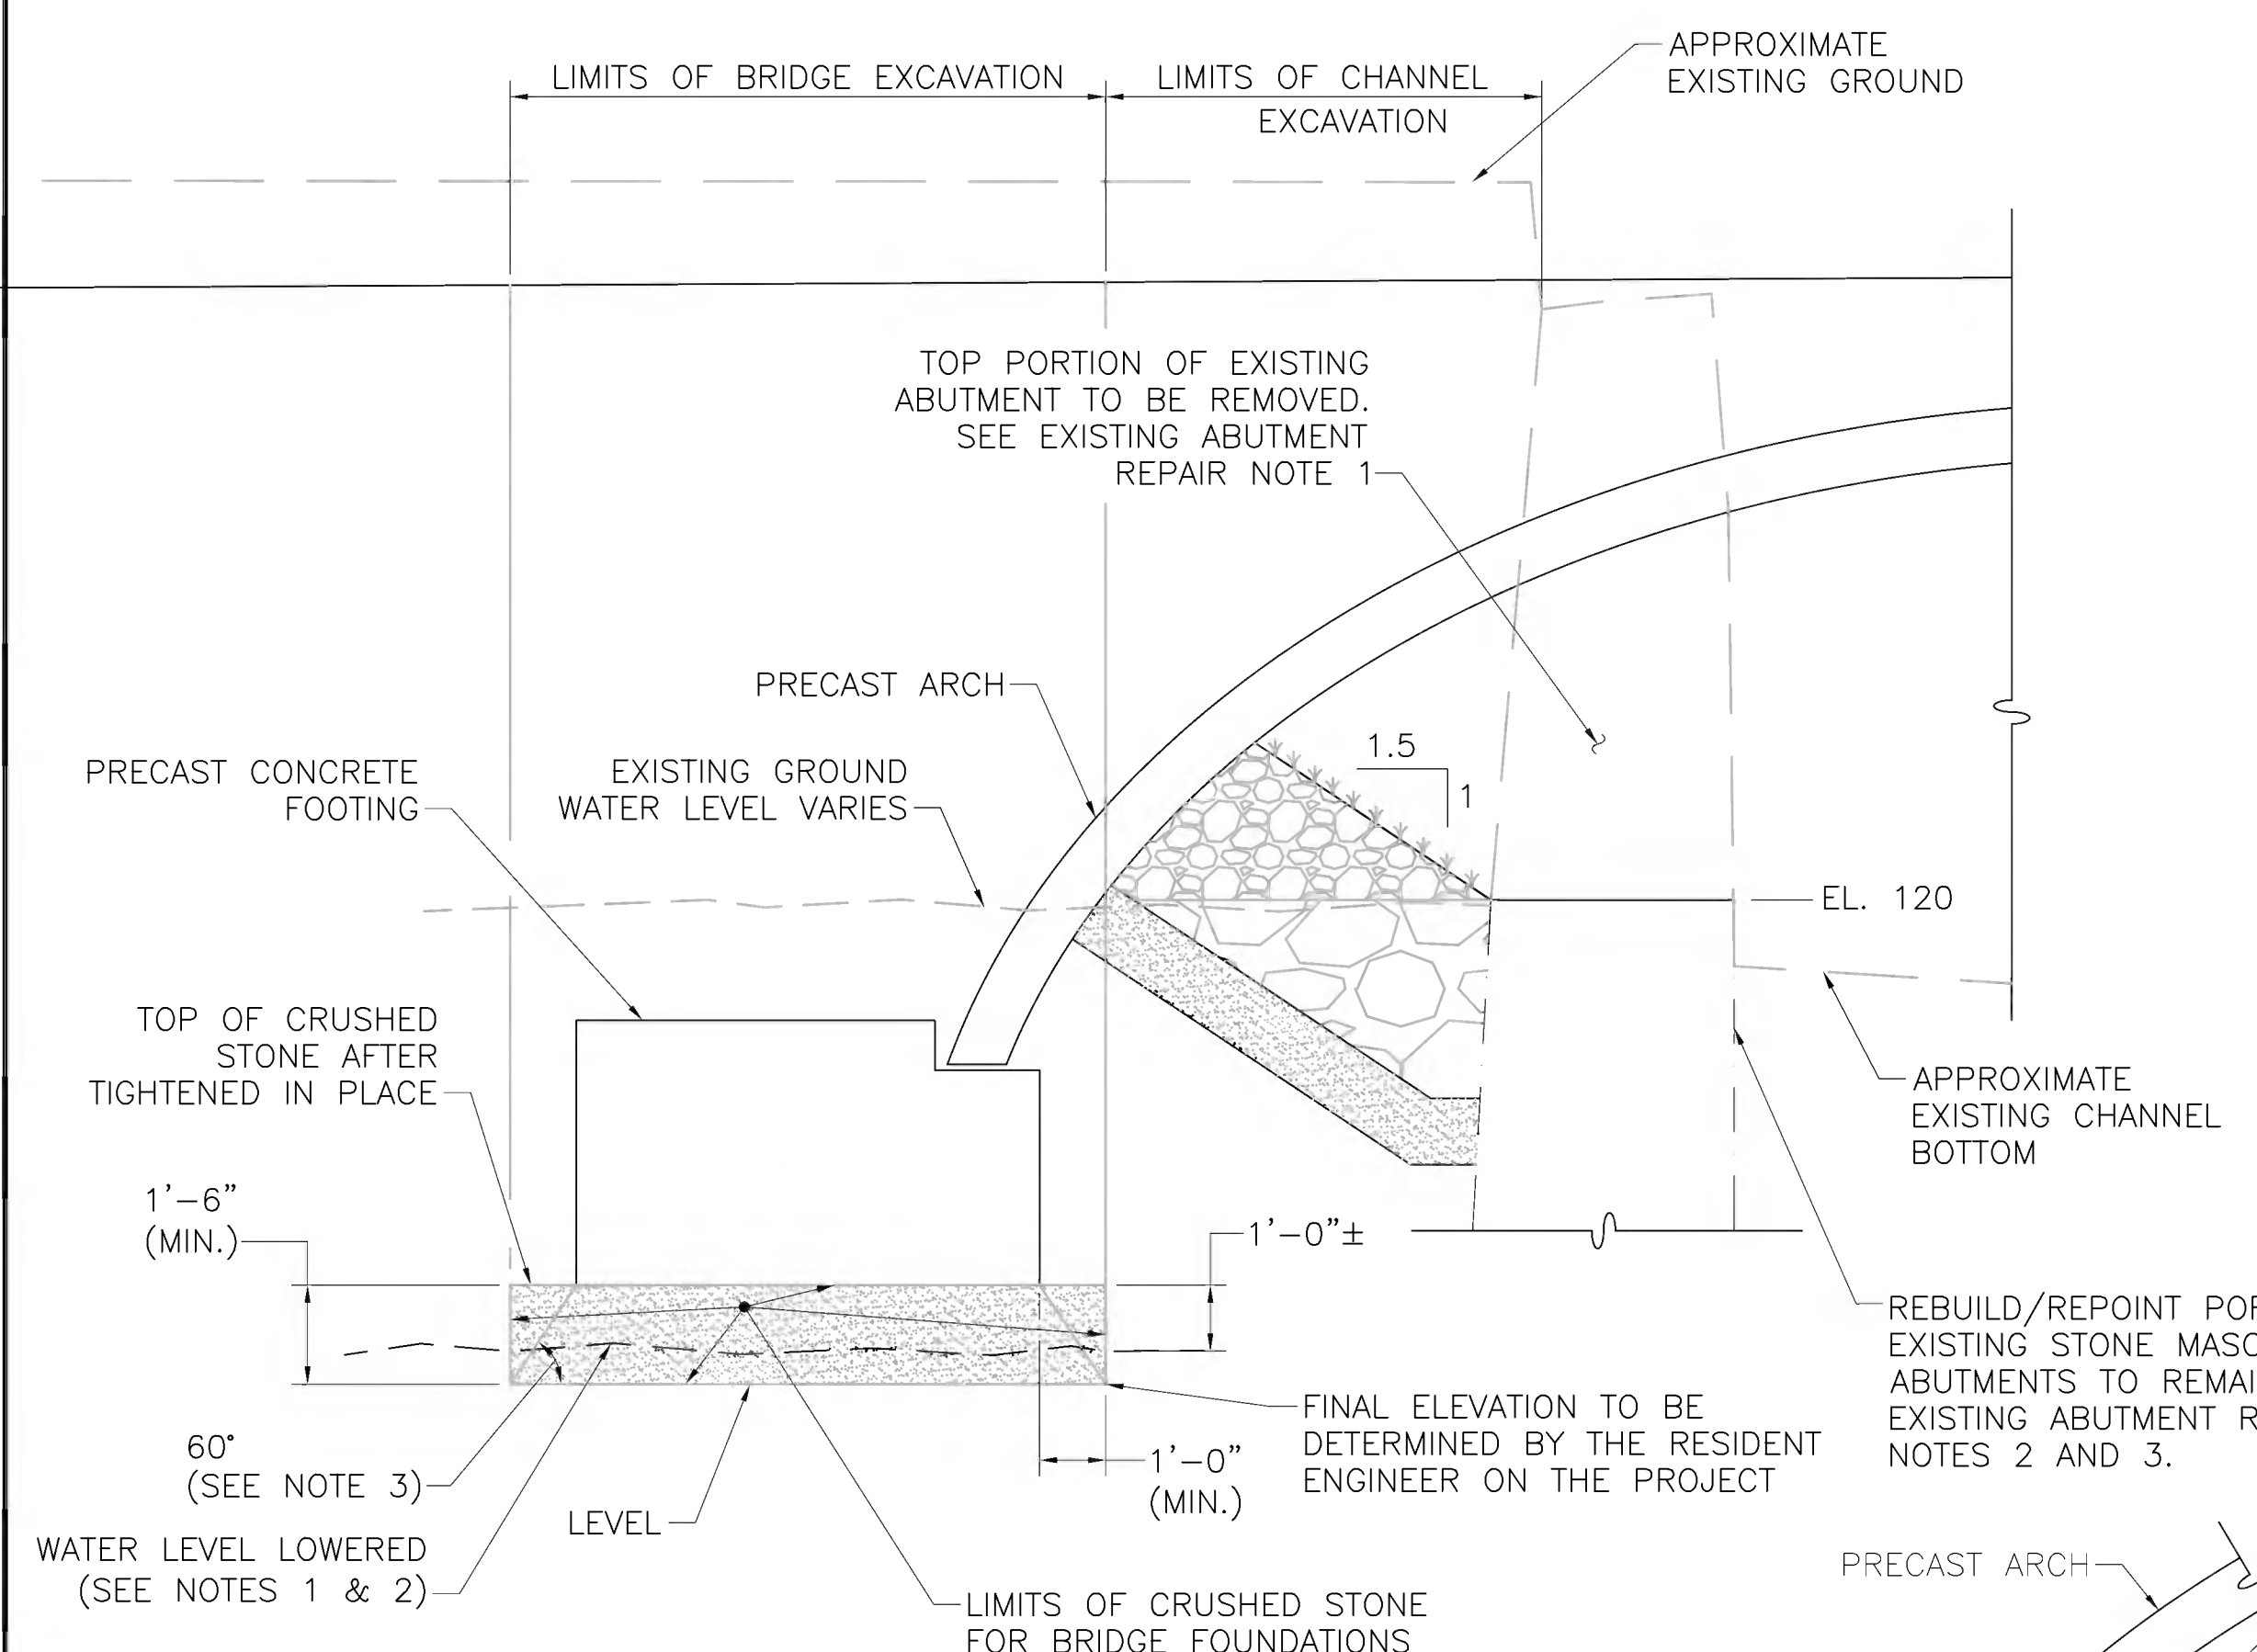 LIMITS OF BRIDGE EXCAVATION
LIMITS OF CHANNEL
EXCAVATION
APPROXIMATE
EXISTING GROUND
TOP PORTION OF EXISTING
ABUTMENT TO BE REMOVED.
SEE EXISTING ABUTMENT
REPAIR NOTE 1
PRECAST ARCH
PRECAST CONCRETE
FOOTING
EXISTING GROUND
WATER LEVEL VARIES
1.5
1
EL. 120
TOP OF CRUSHED
STONE AFTER
TIGHTENED IN PLACE
APPROXIMATE
EXISTING CHANNEL
BOTTOM
1'-6"
(MIN.)
1'-0"±
REBUILD/REPOINT
EXISTING STONE
ABUTMENTS TO
EXISTING ABUTMENT
NOTES 2 AND 3.
60°
(SEE NOTE 3)
WATER LEVEL LOWERED
(SEE NOTES 1 & 2)
LEVEL
1'-0"
(MIN.)
FINAL ELEVATION TO BE
DETERMINED BY THE RESIDENT
ENGINEER ON THE PROJECT
LIMITS OF CRUSHED STONE
FOR BRIDGE FOUNDATIONS
PRECAST ARCH